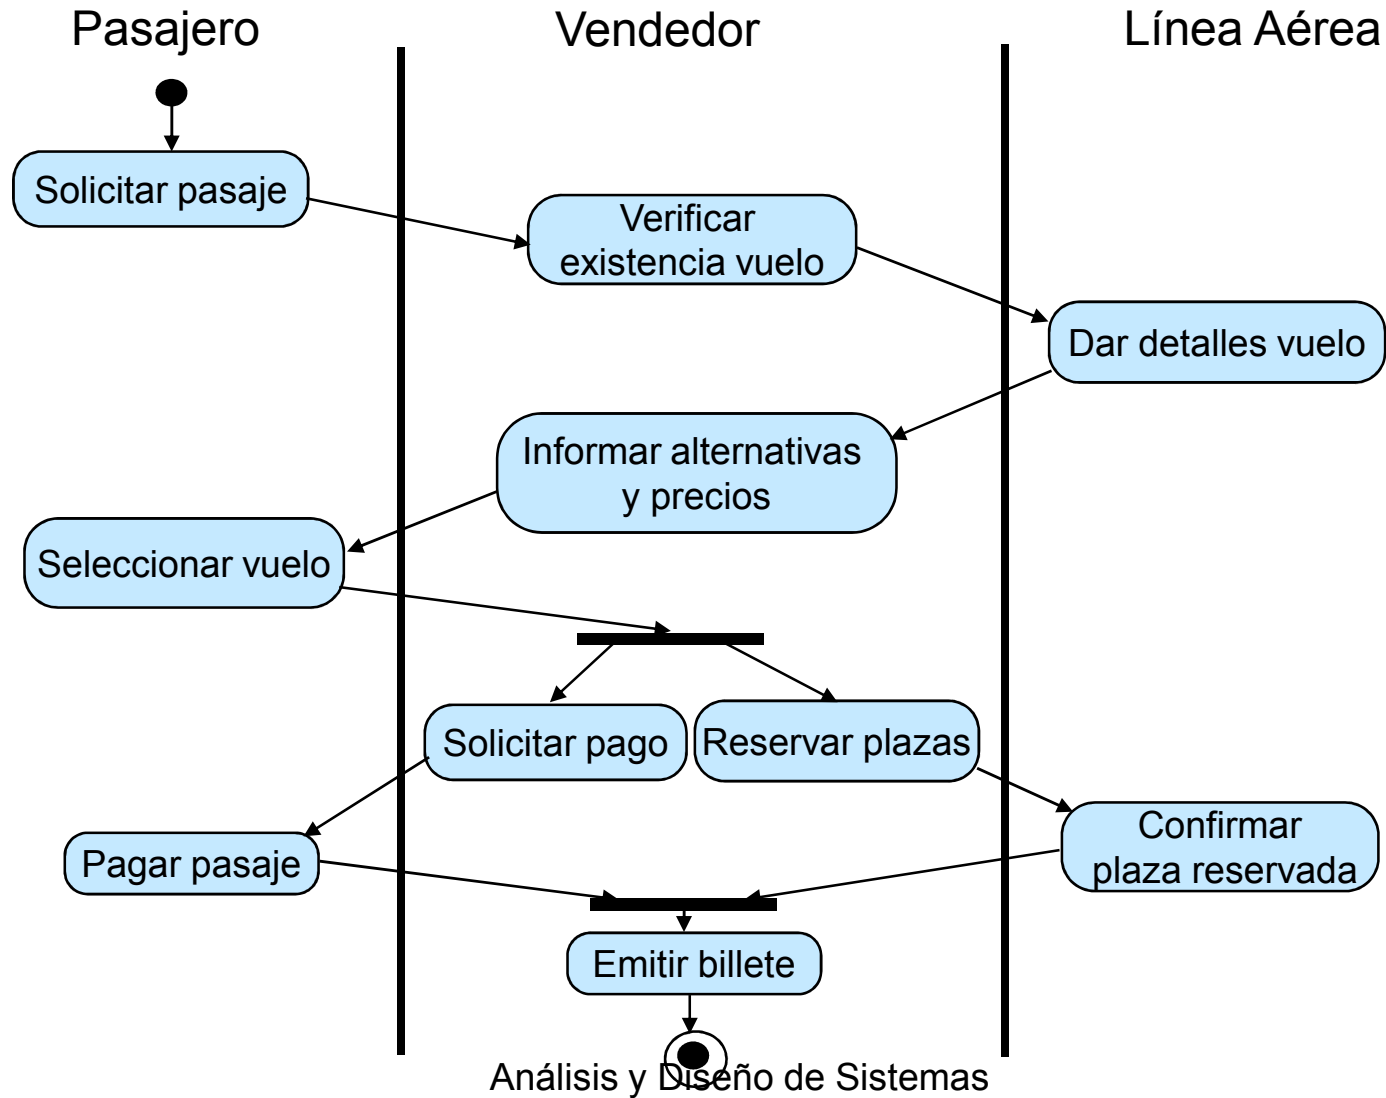 Pasajero
Vendedor
Línea Aérea
Solicitar pasaje
Verificar
existencia vuelo
Dar detalles vuelo
Informar alternativas
y precios
Seleccionar vuelo
Solicitar pago
Reservar plazas
Confirmar
plaza reservada
Pagar pasaje
Emitir billete
Análisis y Diseño de Sistemas